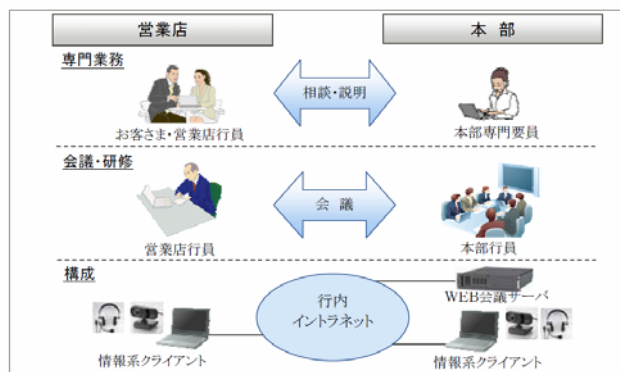 営業店
本 部
専門業務
相談・説明
お客さま・営業店行員
本部専門要員
会議・研修
会 議
営業店行員
本部行員
構成
行内
イントラネット
WEB会議サーバ
情報系クライアント
情報系クライアント